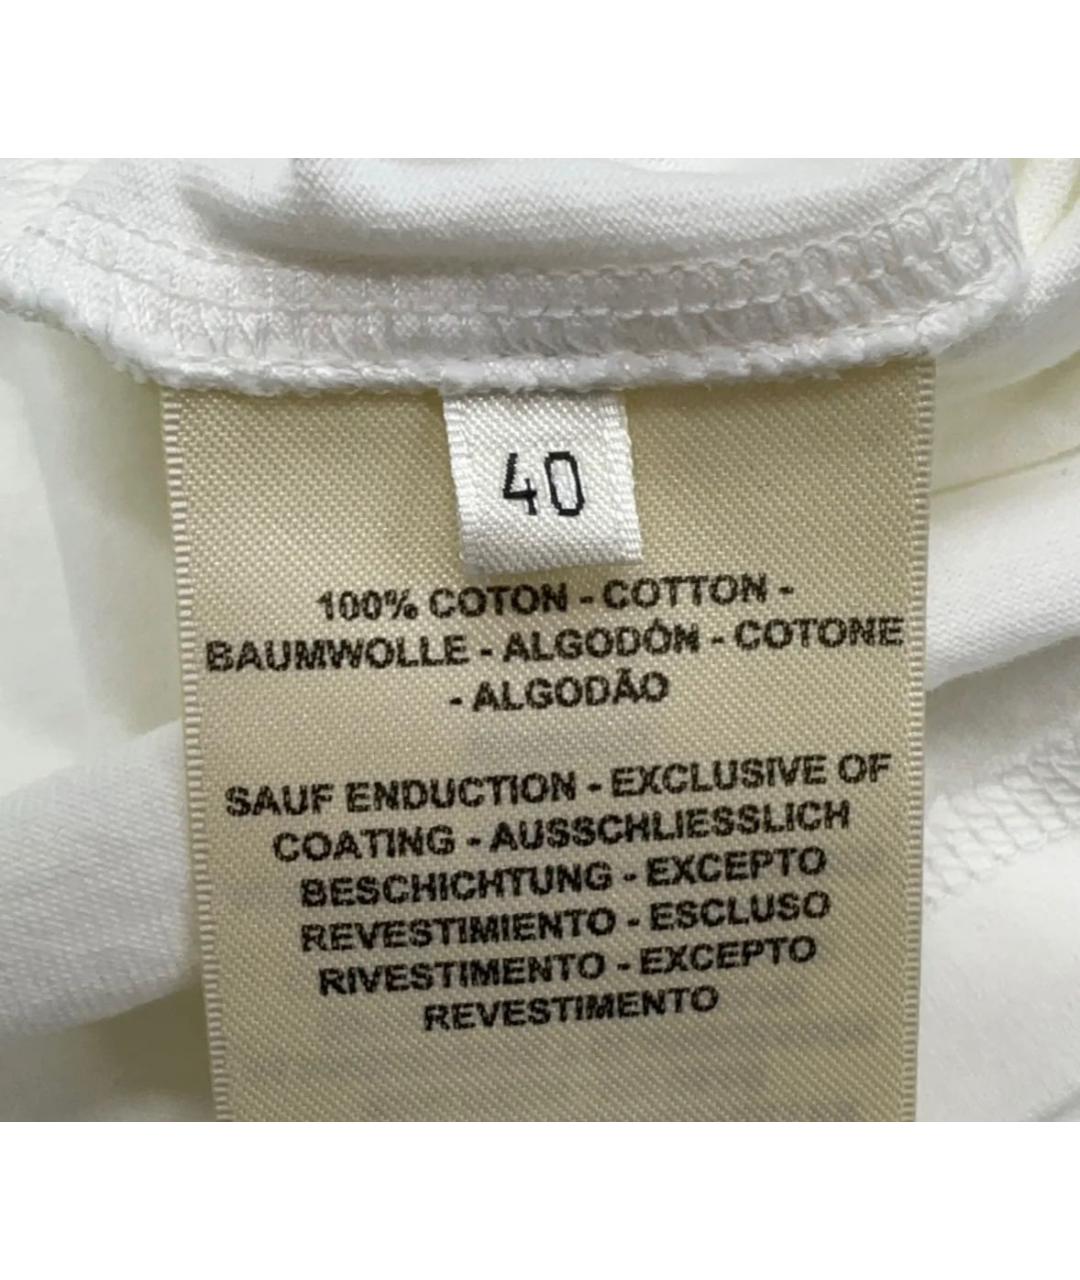 40
100% COTON - COTTON -
BAUMWOLLE - ALGODÓN - COTONE
- ALGODÃO
SAUF ENDUCTION - EXCLUSIVE OF
COATING - AUSSCHLIESSLICH
BESCHICHTUNG - EXCEPTO
REVESTIMIENTO - ESCLUSO
RIVESTIMENTO - EXCEPTO
REVESTIMENTO